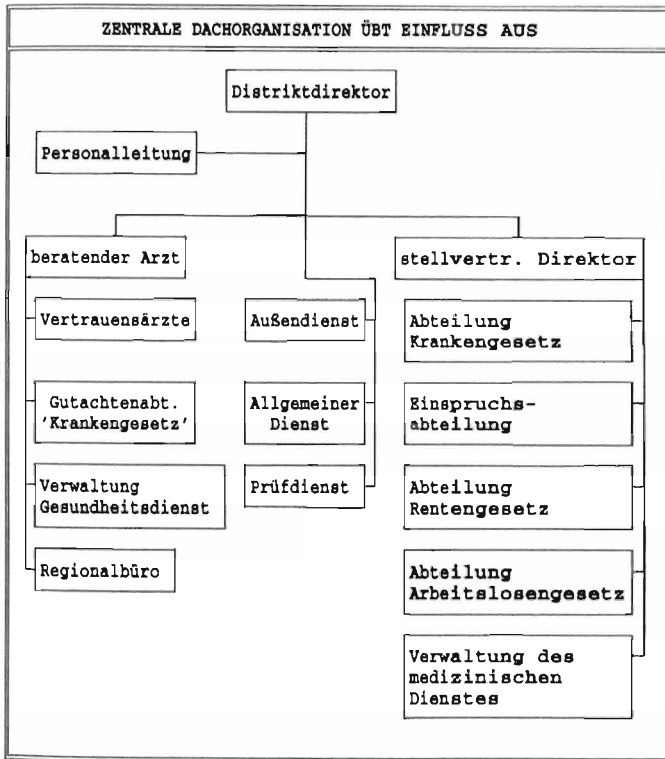 ZENTRALE DACHORGANISATION ÜBT EINFLUSS AUS
Distriktdirektor
Personalleitung
beratender Arzt
Vertrauensärzte
Gutachtenabt.
'Krankengesetz'
Verwaltung
Gesundheitsdienst
Regionalbüro
Außendienst
Allgemeiner
Dienst
Prüfdienst
stellvertr. Direktor
Abteilung
Krankengesetz
Einspruchs-
abteilung
Abteilung
Rentengesetz
Abteilung
Arbeitslosengesetz
Verwaltung des
medizinischen
Dienstes